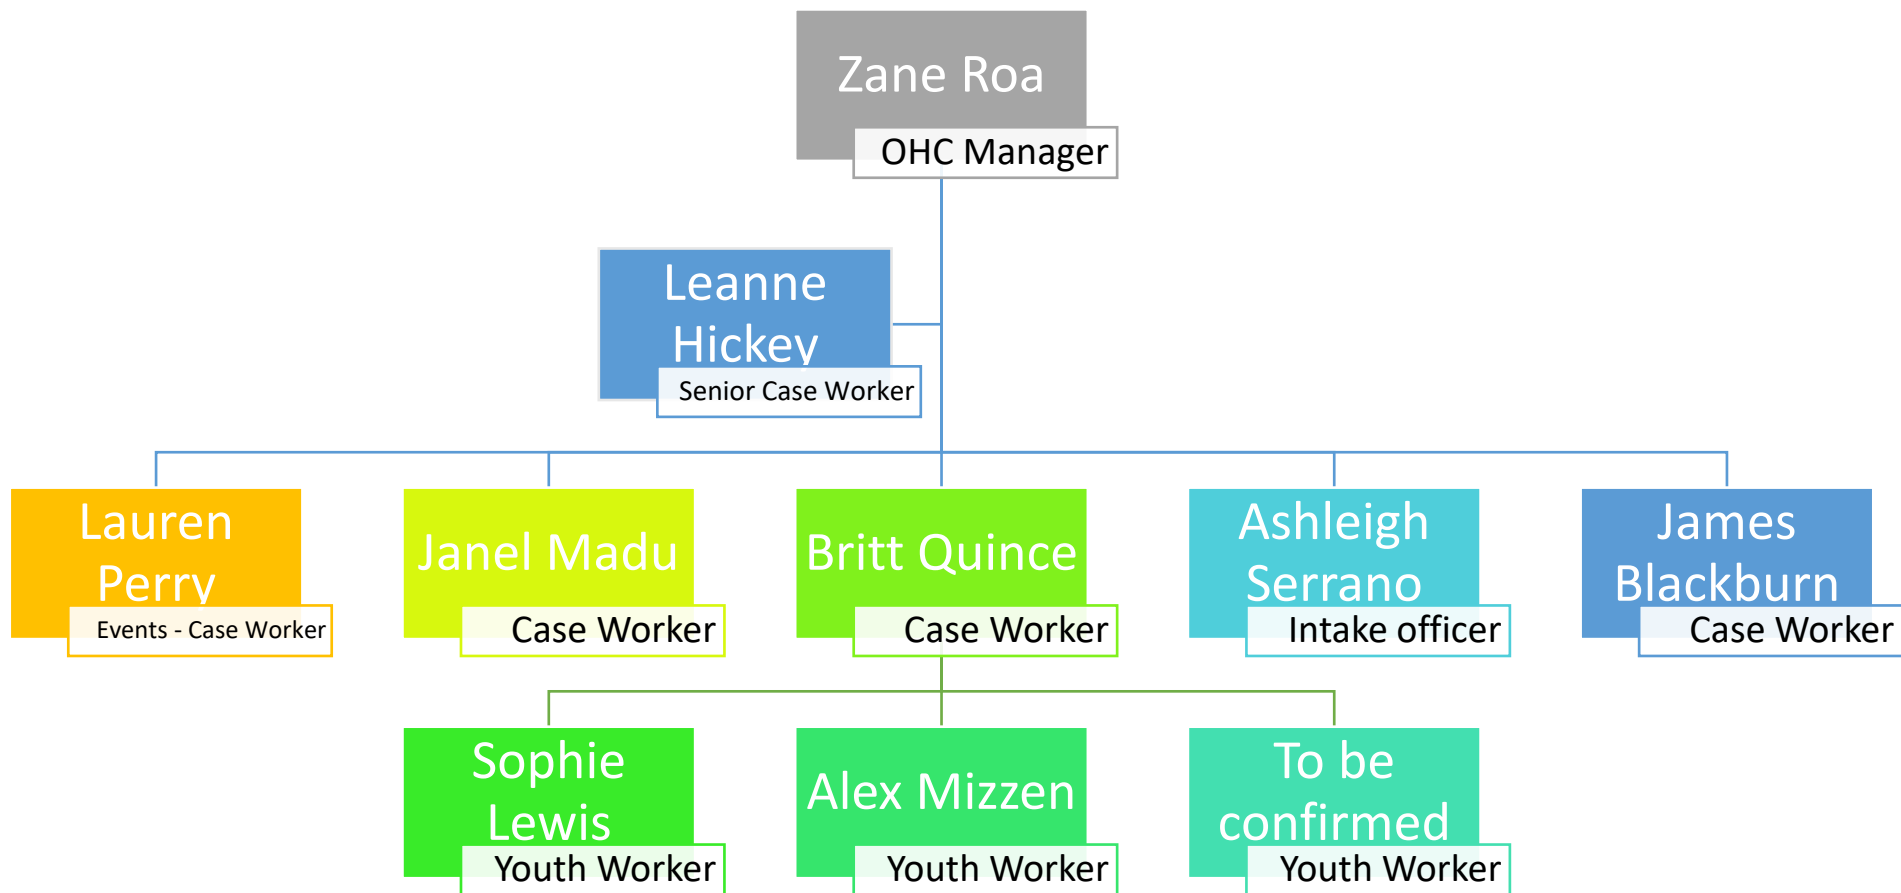 Zane Roa
OHC Manager
Leanne
Hickey
Senior Case Worker
Lauren
Perry
Events - Case Worker
Janel Madu
Case Worker
Britt Quince
Case Worker
Ashleigh
Serrano
Intake officer
James
Blackburn
Case Worker
Sophie
Lewis
Youth Worker
Alex Mizzen
Youth Worker
To be
confirmed
Youth Worker